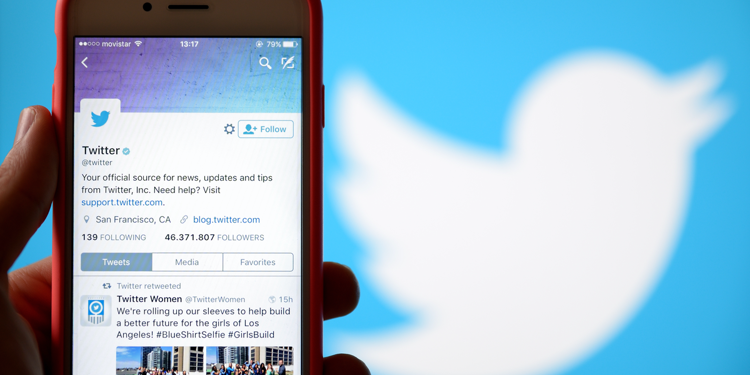 movistar 13:17 79%
Follow
Twitter
@twitter
Your official source for news, updates and tips
from Twitter, Inc. Need help? Visit
support.twitter.com.
San Francisco, CA blog.twitter.com
139 FOLLOWING 46.371.807 FOLLOWERS
Tweets Media Favorites
Twitter retweeted
Twitter Women @TwitterWomen 15h
We're rolling up our sleeves to help build
a better future for the girls of Los
Angeles! #BlueShirtSelfie #GirlsBuild